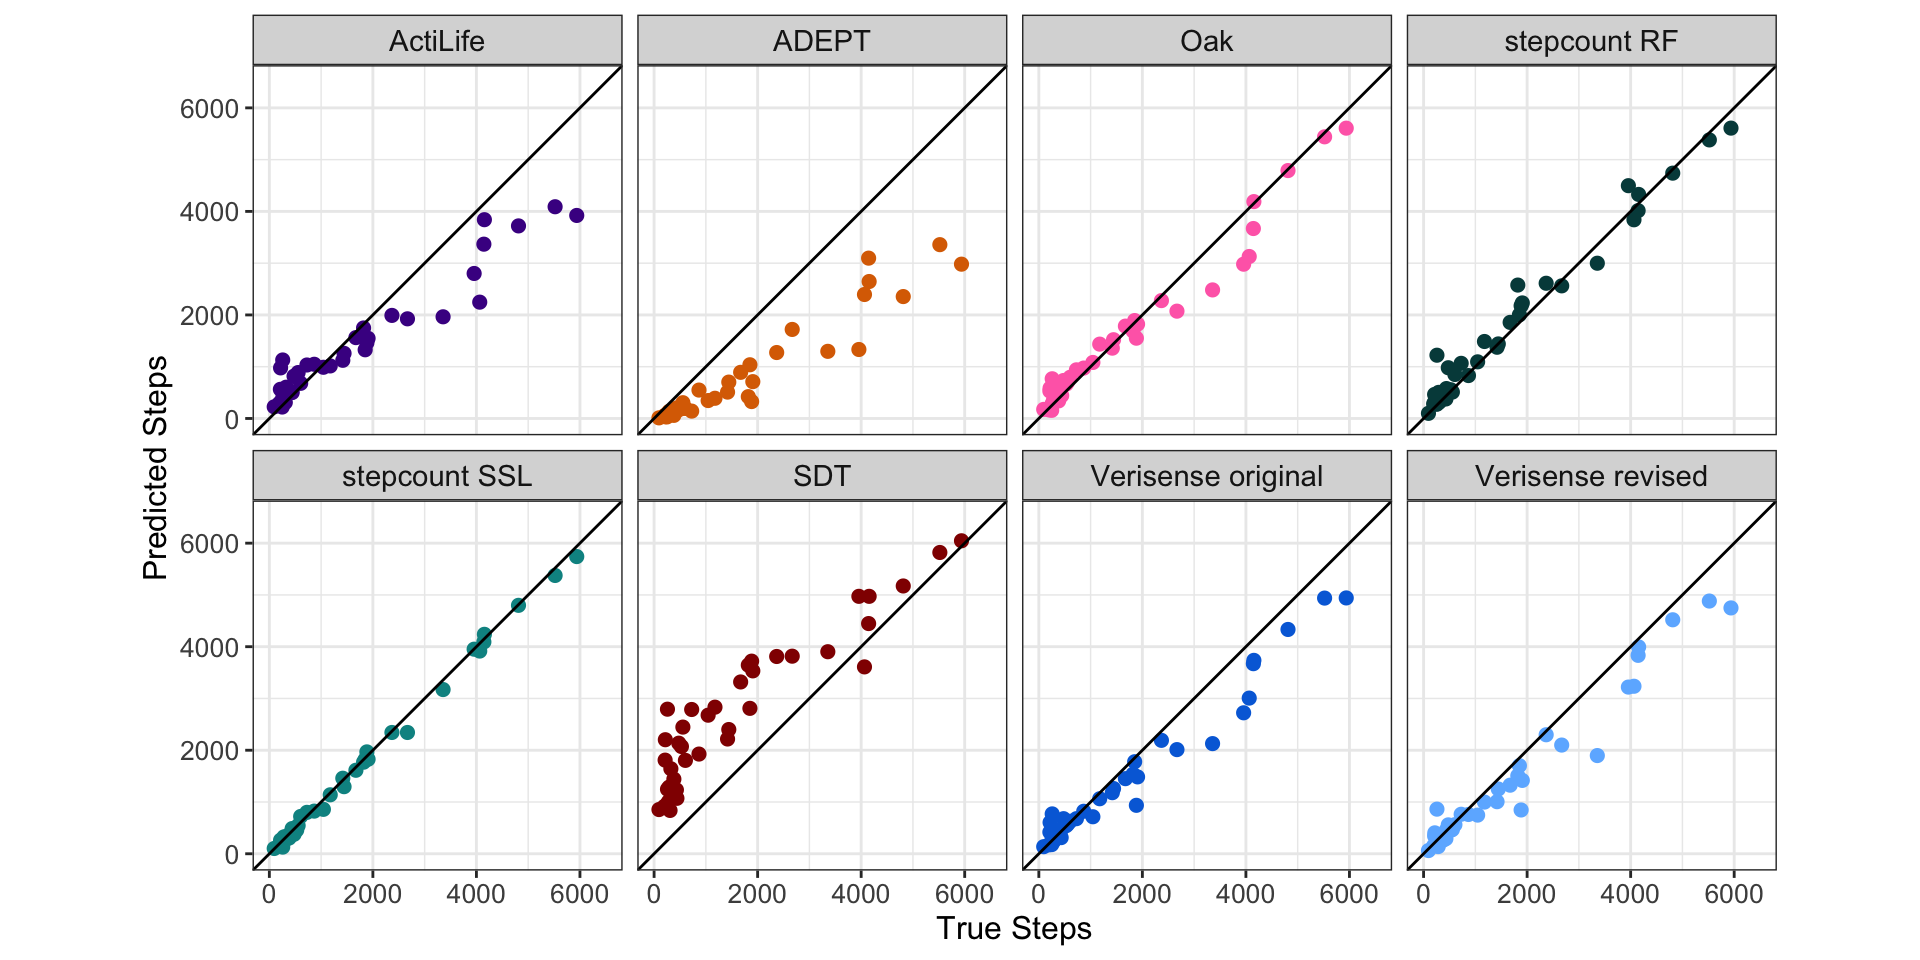 ActiLife ADEPT Oak stepcount RF
6000
4000
2000
0
stepcount SSL SDT Verisense original Verisense revised
6000
4000
2000
0
0 2000 4000 6000 0 2000 4000 6000 0 2000 4000 6000 0 2000 4000 6000
True Steps
Predicted Steps